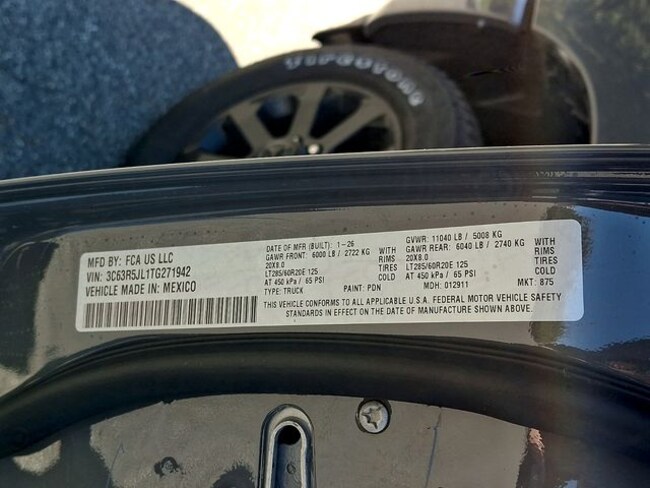 Firestone
MFD BY: FCA US LLC
VIN: 3C63R5JL1TG271942
VEHICLE MADE IN: MEXICO
DATE OF MFR (BUILT): 1-26
GAWR FRONT: 6000 LB / 2722 KG WITH
20X8.0 RIMS
LT285/60R20E 125 TIRES
AT 450 kPa / 65 PSI COLD
TYPE: TRUCK PAINT: PDN
GVWR: 11040 LB / 5008 KG
GAWR REAR: 6040 LB / 2740 KG WITH
20X8.0 RIMS
LT285/60R20E 125 TIRES
AT 450 kPa / 65 PSI COLD
MDH: 012911 MKT: 875
THIS VEHICLE CONFORMS TO ALL APPLICABLE U.S.A. FEDERAL MOTOR VEHICLE SAFETY
STANDARDS IN EFFECT ON THE DATE OF MANUFACTURE SHOWN ABOVE.